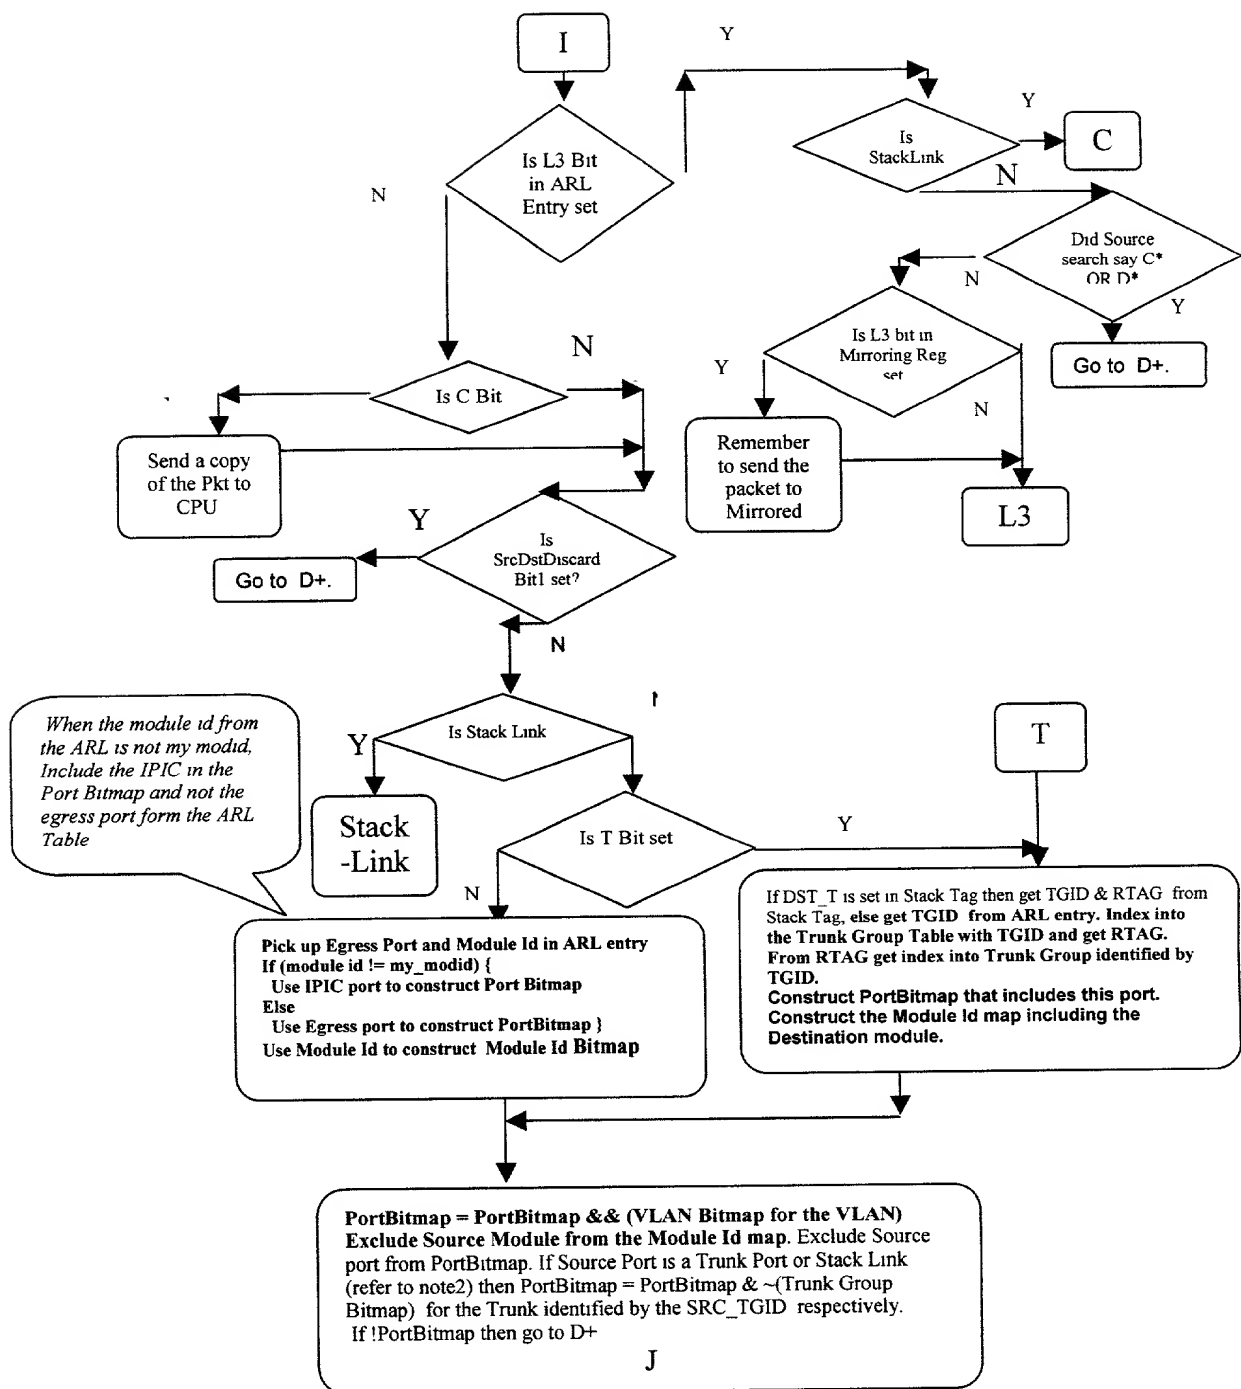 I
Y
Is L3 Bit
in ARL
Entry set
N
Is
StackLink
Y
C
N
Did Source
search say C*
OR D*
N
Y
Go to D+.
Is L3 bit in
Mirroring Reg
set
Y
N
Remember
to send the
packet to
Mirrored
L3
N
Is C Bit
Send a copy
of the Pkt to
CPU
Y
Is
SrcDstDiscard
Bit1 set?
Go to D+.
N
When the module id from
the ARL is not my modid,
Include the IPIC in the
Port Bitmap and not the
egress port form the ARL
Table
Is Stack Link
Y
Stack
-Link
T
Is T Bit set
Y
N
Pick up Egress Port and Module Id in ARL entry
If (module id != my_modid) {
Use IPIC port to construct Port Bitmap
Else
Use Egress port to construct PortBitmap }
Use Module Id to construct Module Id Bitmap
If DST_T is set in Stack Tag then get TGID & RTAG from
Stack Tag, else get TGID from ARL entry. Index into
the Trunk Group Table with TGID and get RTAG.
From RTAG get index into Trunk Group identified by
TGID.
Construct PortBitmap that includes this port.
Construct the Module Id map including the
Destination module.
PortBitmap = PortBitmap && (VLAN Bitmap for the VLAN)
Exclude Source Module from the Module Id map. Exclude Source
port from PortBitmap. If Source Port is a Trunk Port or Stack Link
(refer to note2) then PortBitmap = PortBitmap & ~(Trunk Group
Bitmap) for the Trunk identified by the SRC_TGID respectively.
If !PortBitmap then go to D+
J